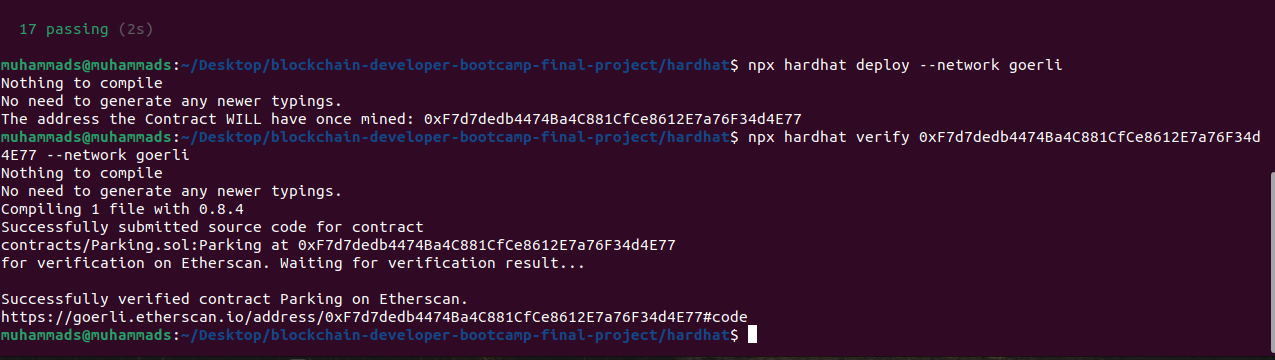 17 passing (2s)
muhammads@muhammads:~/Desktop/blockchain-developer-bootcamp-final-project/hardhat$ npx hardhat deploy --network goerli
Nothing to compile
No need to generate any newer typings.
The address the Contract WILL have once mined: 0xF7d7dedb4474Ba4C881CfCe8612E7a76F34d4E77
muhammads@muhammads:~/Desktop/blockchain-developer-bootcamp-final-project/hardhat$ npx hardhat verify 0xF7d7dedb4474Ba4C881CfCe8612E7a76F34d
4E77 --network goerli
Nothing to compile
No need to generate any newer typings.
Compiling 1 file with 0.8.4
Successfully submitted source code for contract
contracts/Parking.sol:Parking at 0xF7d7dedb4474Ba4C881CfCe8612E7a76F34d4E77
for verification on Etherscan. Waiting for verification result...
Successfully verified contract Parking on Etherscan.
https://goerli.etherscan.io/address/0xF7d7dedb4474Ba4C881CfCe8612E7a76F34d4E77#code
muhammads@muhammads:~/Desktop/blockchain-developer-bootcamp-final-project/hardhat$